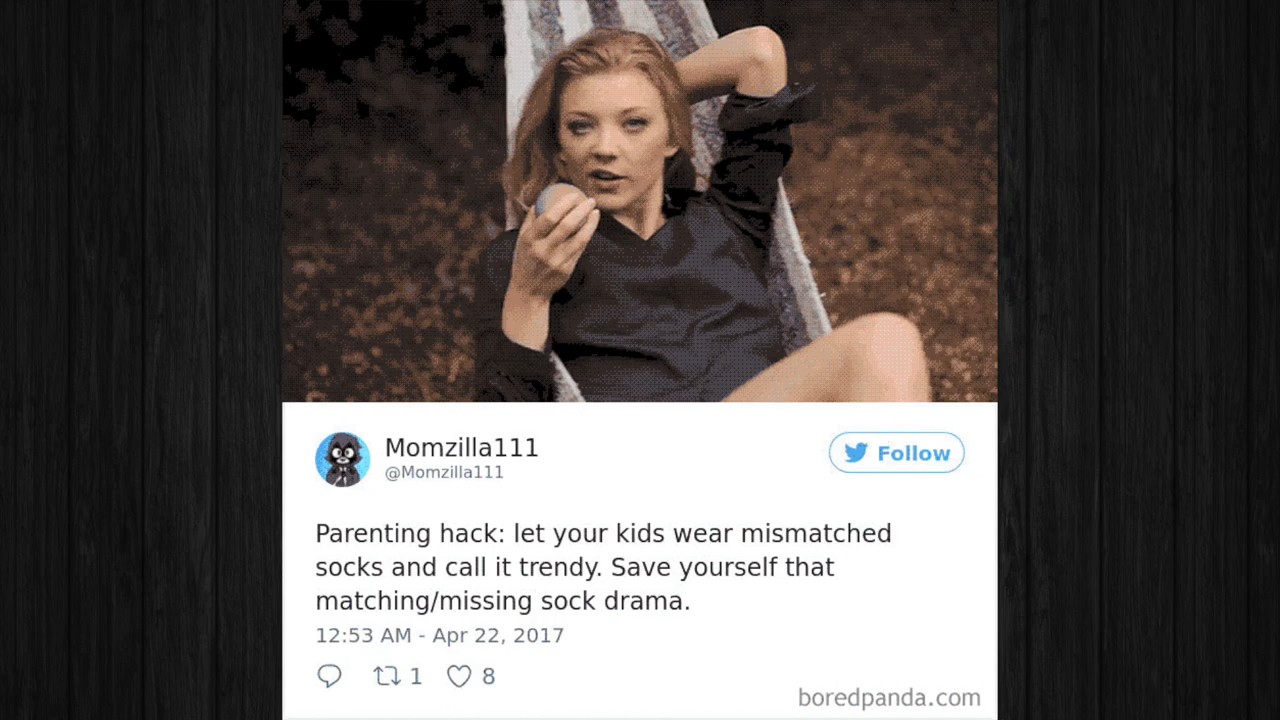 Momzilla111
@Momzilla111
Follow
Parenting hack: let your kids wear mismatched
socks and call it trendy. Save yourself that
matching/missing sock drama.
12:53 AM - Apr 22, 2017
1 8
boredpanda.com